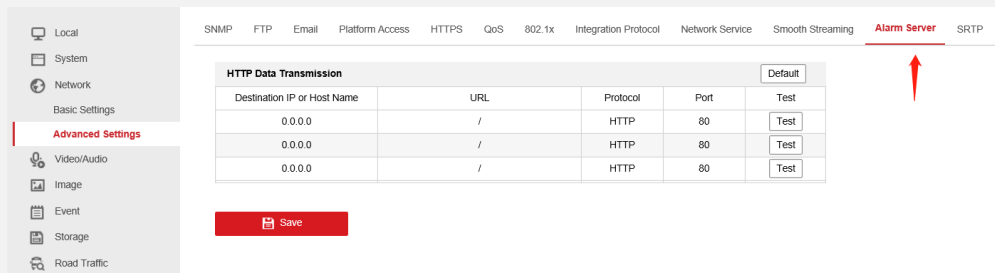 SNMP FTP Email Platform Access HTTPS QoS 802.1x Integration Protocol Network Service Smooth Streaming Alarm Server SRTP
Local
System
Network
Basic Settings
Advanced Settings
Video/Audio
Image
Event
Storage
Road Traffic
HTTP Data Transmission Default
Destination IP or Host Name URL Protocol Port Test
0.0.0.0 / HTTP 80 Test
0.0.0.0 / HTTP 80 Test
0.0.0.0 / HTTP 80 Test
Save